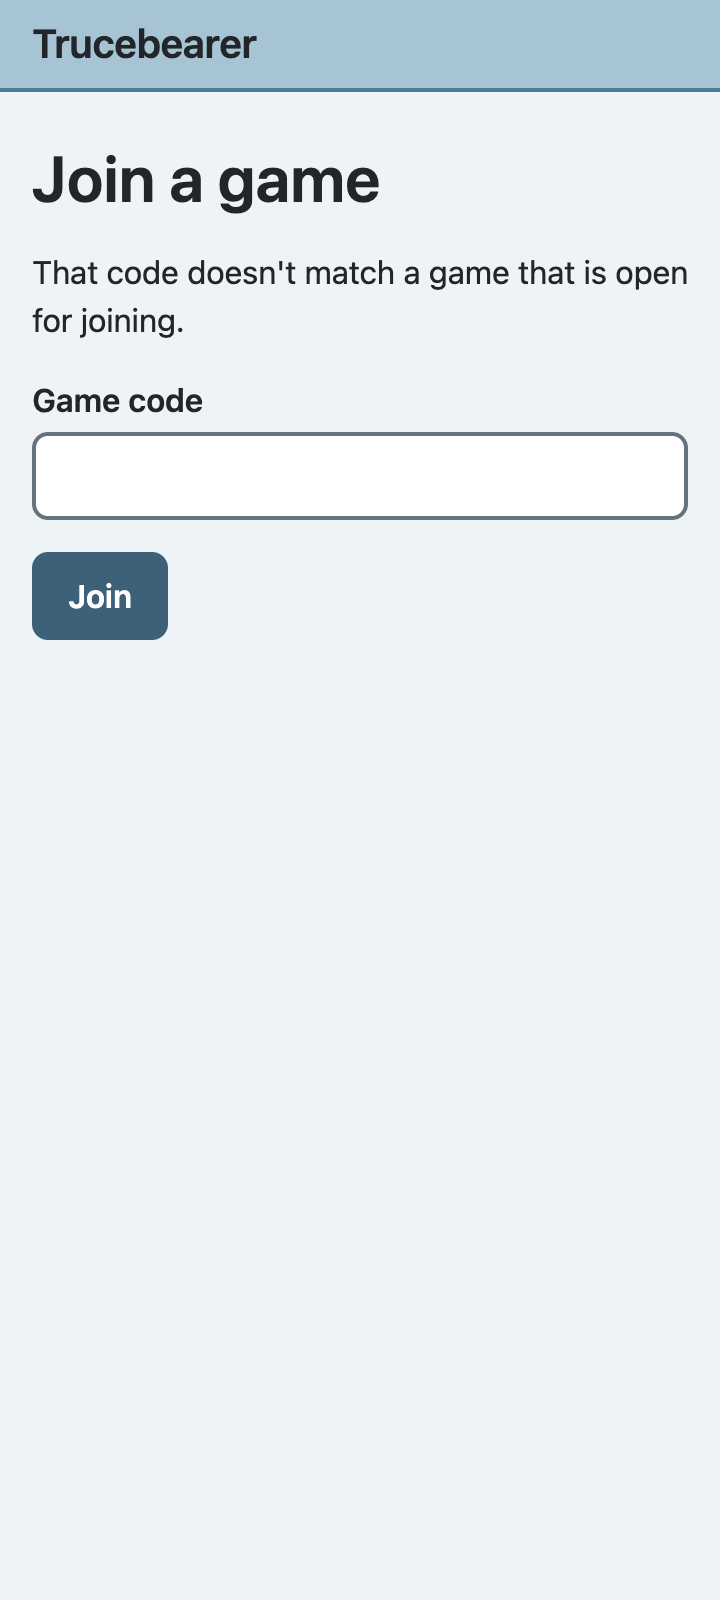 Trucebearer
Join a game
That code doesn't match a game that is open
for joining.
Game code
Join